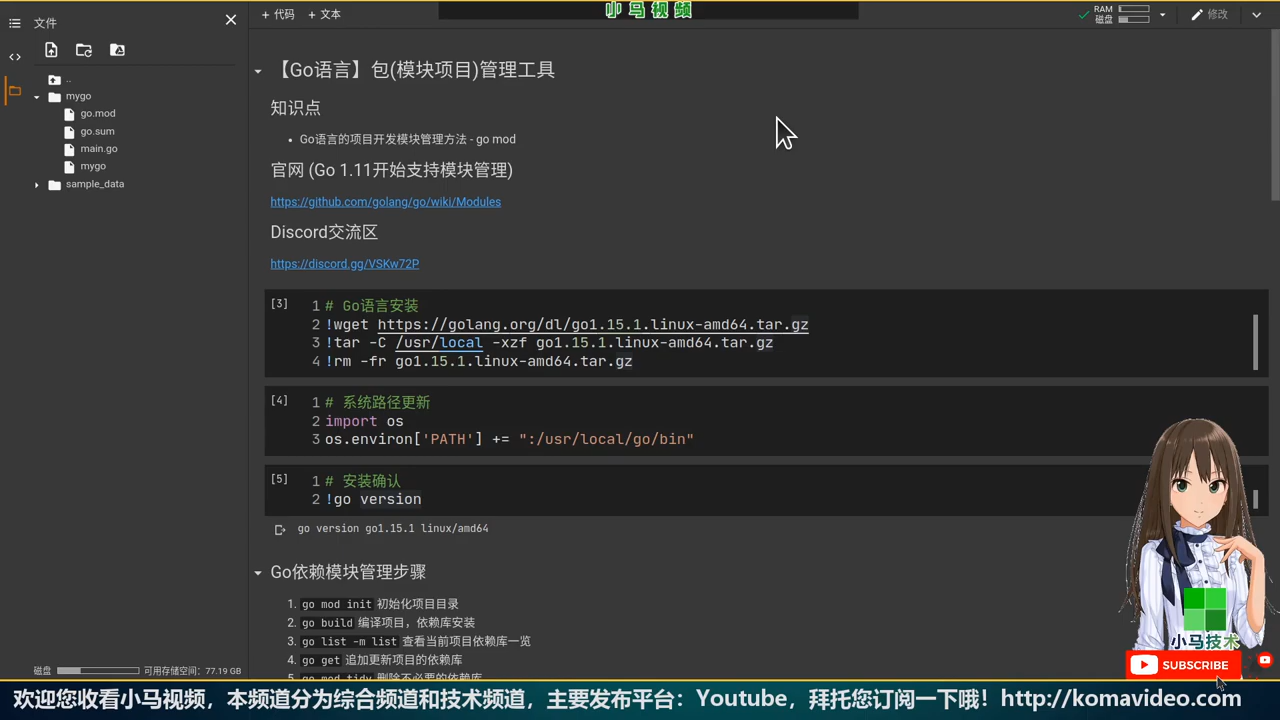 小马视频
文件
+ 代码 + 文本
RAM
磁盘
修改
..
mygo
go.mod
go.sum
main.go
mygo
sample_data
【Go语言】包(模块项目)管理工具
知识点
• Go语言的项目开发模块管理方法 - go mod
官网 (Go 1.11开始支持模块管理)
https://github.com/golang/go/wiki/Modules
Discord交流区
https://discord.gg/VSKw72P
[3]
1 # Go语言安装
2 !wget https://golang.org/dl/go1.15.1.linux-amd64.tar.gz
3 !tar -C /usr/local -xzf go1.15.1.linux-amd64.tar.gz
4 !rm -fr go1.15.1.linux-amd64.tar.gz
[4]
1 # 系统路径更新
2 import os
3 os.environ['PATH'] += ":/usr/local/go/bin"
[5]
1 # 安装确认
2 !go version
go version go1.15.1 linux/amd64
Go依赖模块管理步骤
1. go mod init 初始化项目目录
2. go build 编译项目，依赖库安装
3. go list -m list 查看当前项目依赖库一览
4. go get 追加更新项目的依赖库
5. go mod tidy 删除不必要的依赖库
磁盘 可用存储空间：77.19 GB
小马技术
SUBSCRIBE
欢迎您收看小马视频，本频道分为综合频道和技术频道，主要发布平台：Youtube，拜托您订阅一下哦！http://komavideo.com